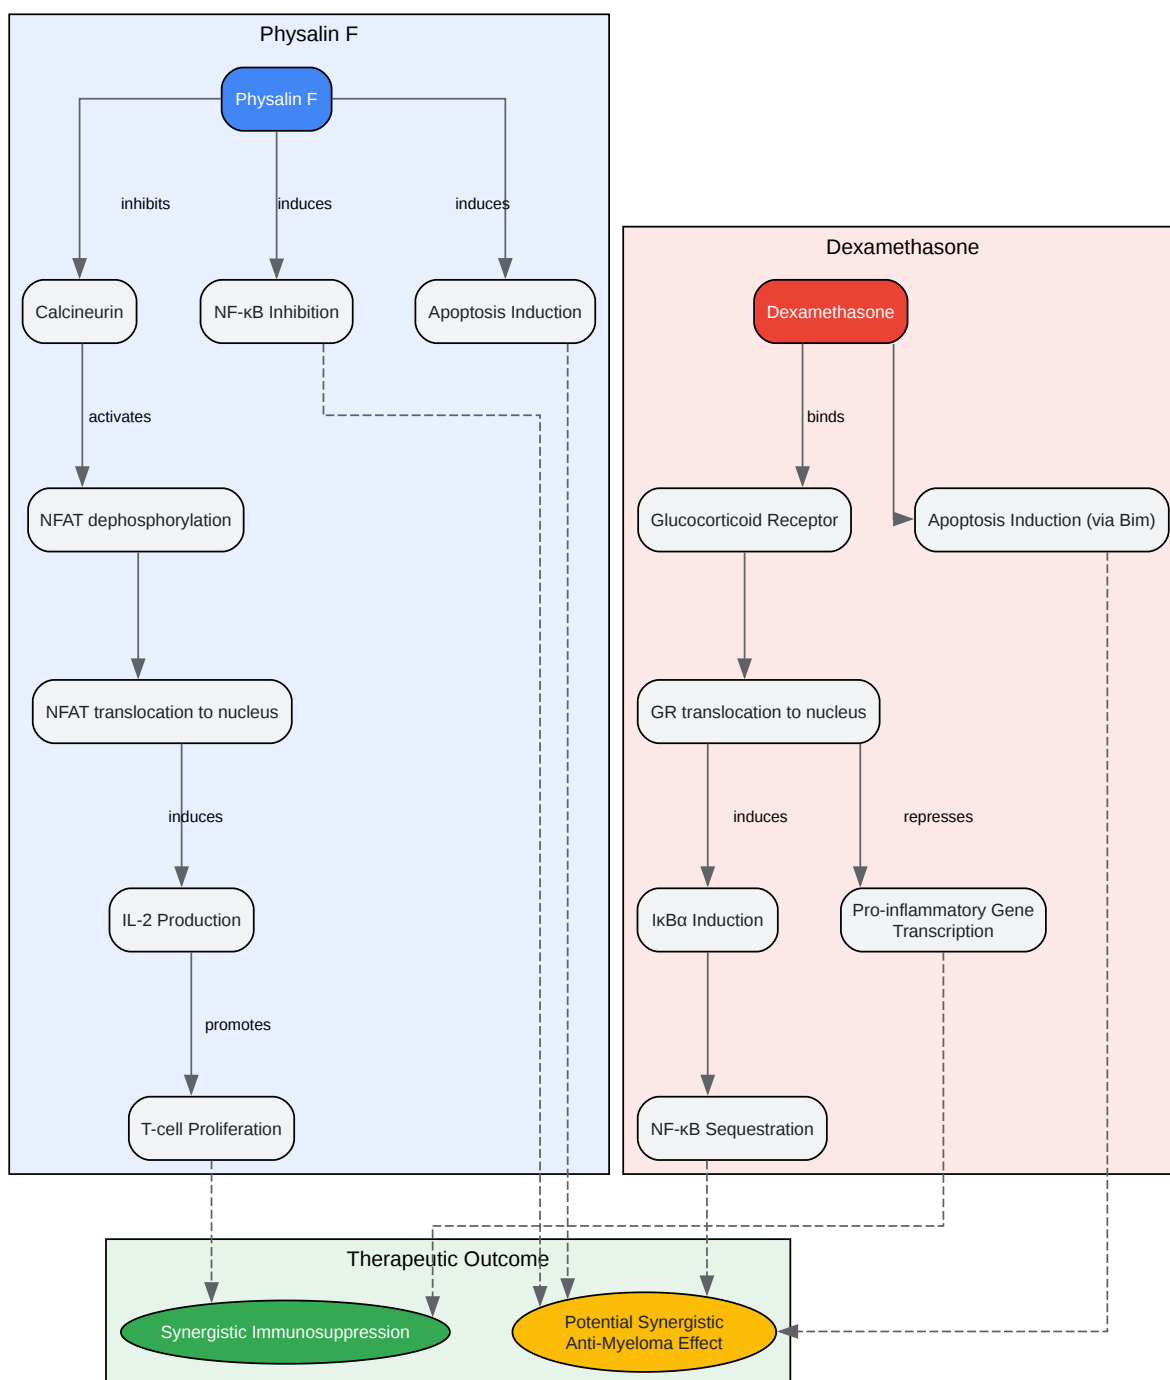 Physalin F
Physalin F
inhibits
induces
induces
Calcineurin
NF-κB Inhibition
Apoptosis Induction
activates
NFAT dephosphorylation
NFAT translocation to nucleus
induces
IL-2 Production
promotes
T-cell Proliferation
Dexamethasone
Dexamethasone
binds
Glucocorticoid Receptor
Apoptosis Induction (via Bim)
GR translocation to nucleus
induces
represses
IκBα Induction
Pro-inflammatory Gene
Transcription
NF-κB Sequestration
Therapeutic Outcome
Synergistic Immunosuppression
Potential Synergistic
Anti-Myeloma Effect